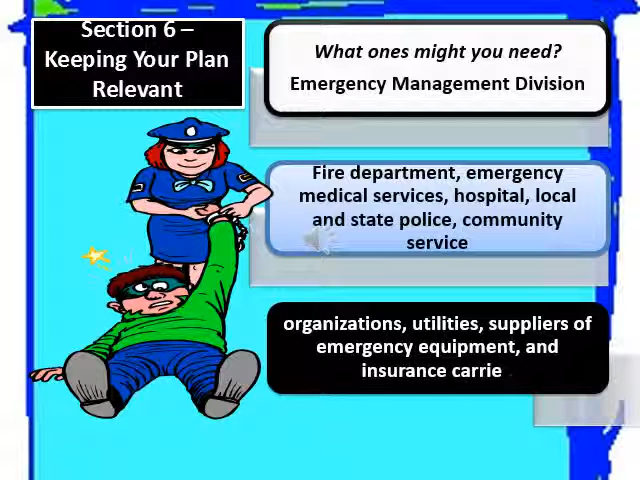 Section 6 –
Keeping Your Plan
Relevant
What ones might you need?
Emergency Management Division
Fire department, emergency
medical services, hospital, local
and state police, community
service
organizations, utilities, suppliers of
emergency equipment, and
insurance carrie